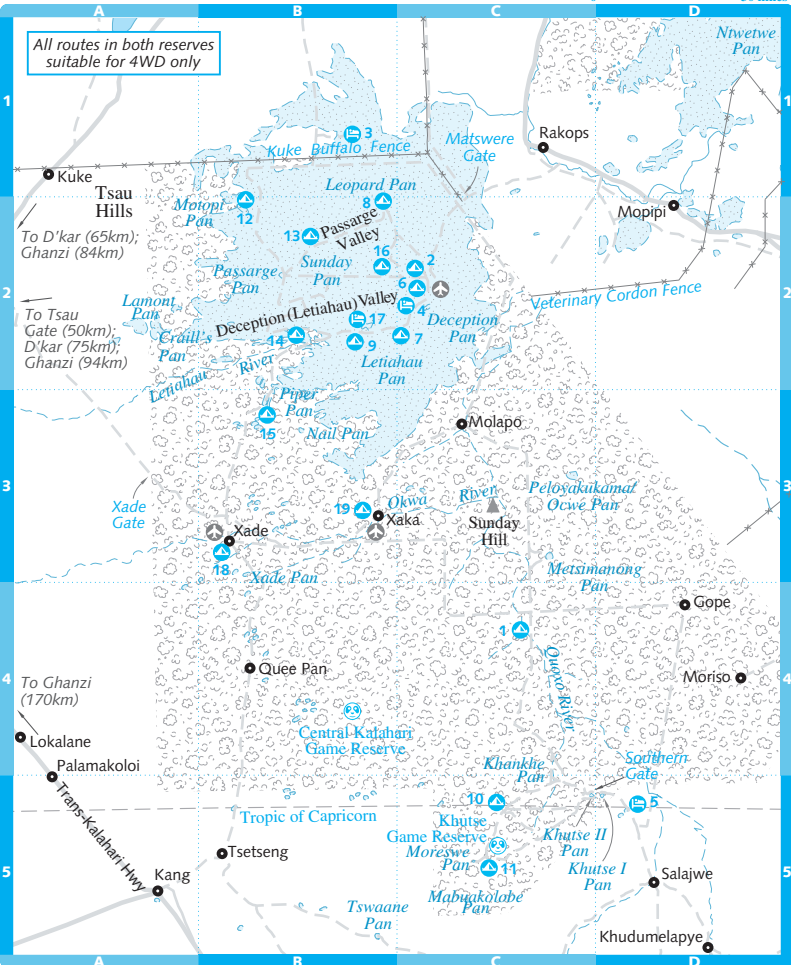 A
B
C
D
All routes in both reserves
suitable for 4WD only
Ntwetwe
Pan
1
1
3
Kuke Buffalo Fence
Matswere
Gate
Rakops
Kuke
Tsau
Hills
Leopard Pan
8
Motopi
Pan
12
Mopipi
To D'kar (65km);
Ghanzi (84km)
13
Passarge
Valley
16
2
Sunday
Pan
Passarge
Pan
6
2
2
Veterinary Cordon Fence
Lamont
Pan
Deception (Letiahau) Valley
4
To Tsau
Gate (50km);
D'kar (75km);
Ghanzi (94km)
17
Deception
Pan
Craill's
Pan
14
9
7
Letiahau
Pan
Letiahau River
Piper
Pan
15
Nail Pan
Molapo
3
3
Xade
Gate
19
Okwa River
Xaka
Peloyakukama/
Ocwe Pan
Sunday
Hill
Xade
18
Xade Pan
Metsimanong
Pan
Gope
1
4
4
Quee Pan
Quoxo River
Moriso
To Ghanzi
(170km)
Central Kalahari
Game Reserve
Lokalane
Palamakoloi
Khankhe
Pan
Southern
Gate
10
5
Tropic of Capricorn
Khutse
Game Reserve
Khutse II
Pan
Trans-Kalahari Hwy
Tsetseng
Moreswe
Pan
11
Khutse I
Pan
5
5
Kang
Salajwe
Mabuakolobe
Pan
Tswaane
Pan
Khudumelapye
A
B
C
D